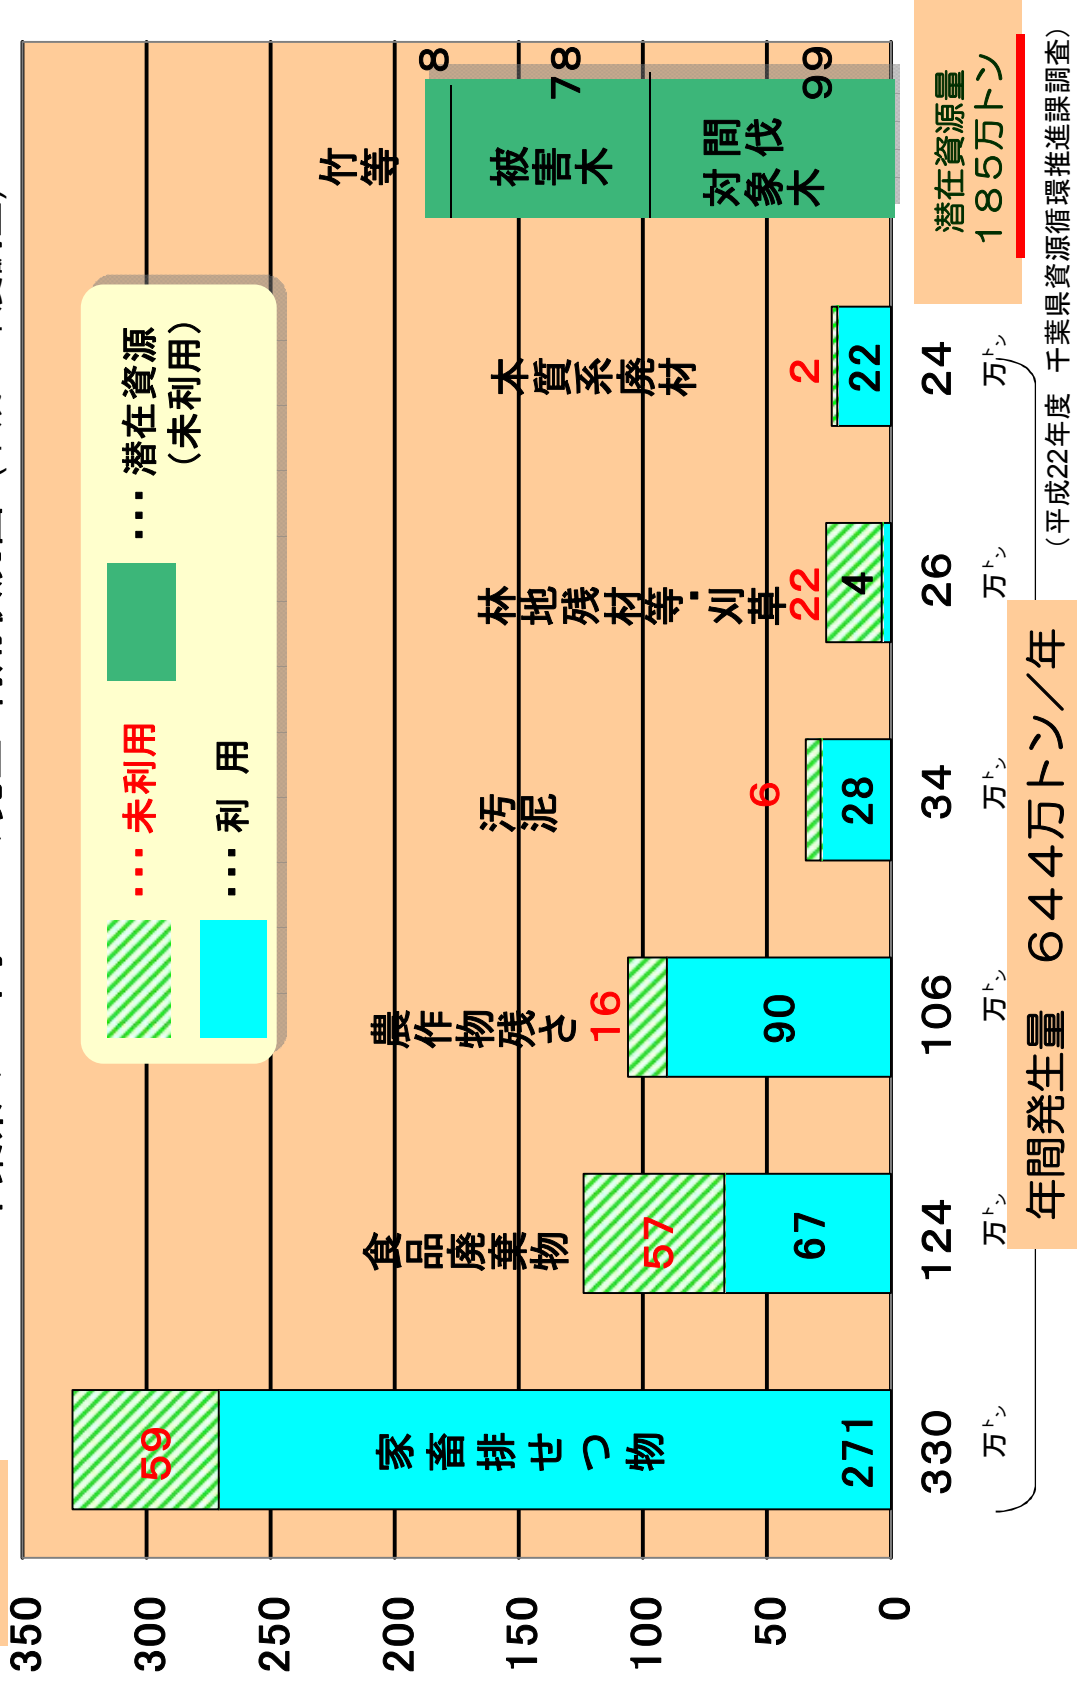 350
300
250
200
150
100
50
0
・・・未利用
・・・利 用
・・・潜在資源
（未利用）
家畜排せつ物
59
271
食品廃棄物
57
67
農作物残さ
16
90
汚泥
6
28
林地残材等・刈草
22
4
木質系廃材
2
22
竹等
8
被害木
78
間伐
対象木
99
330
万トン
124
万トン
106
万トン
34
万トン
26
万トン
24
万トン
潜在資源量
１８５万トン
年間発生量 ６４４万トン／年
（平成22年度 千葉県資源循環推進課調査）